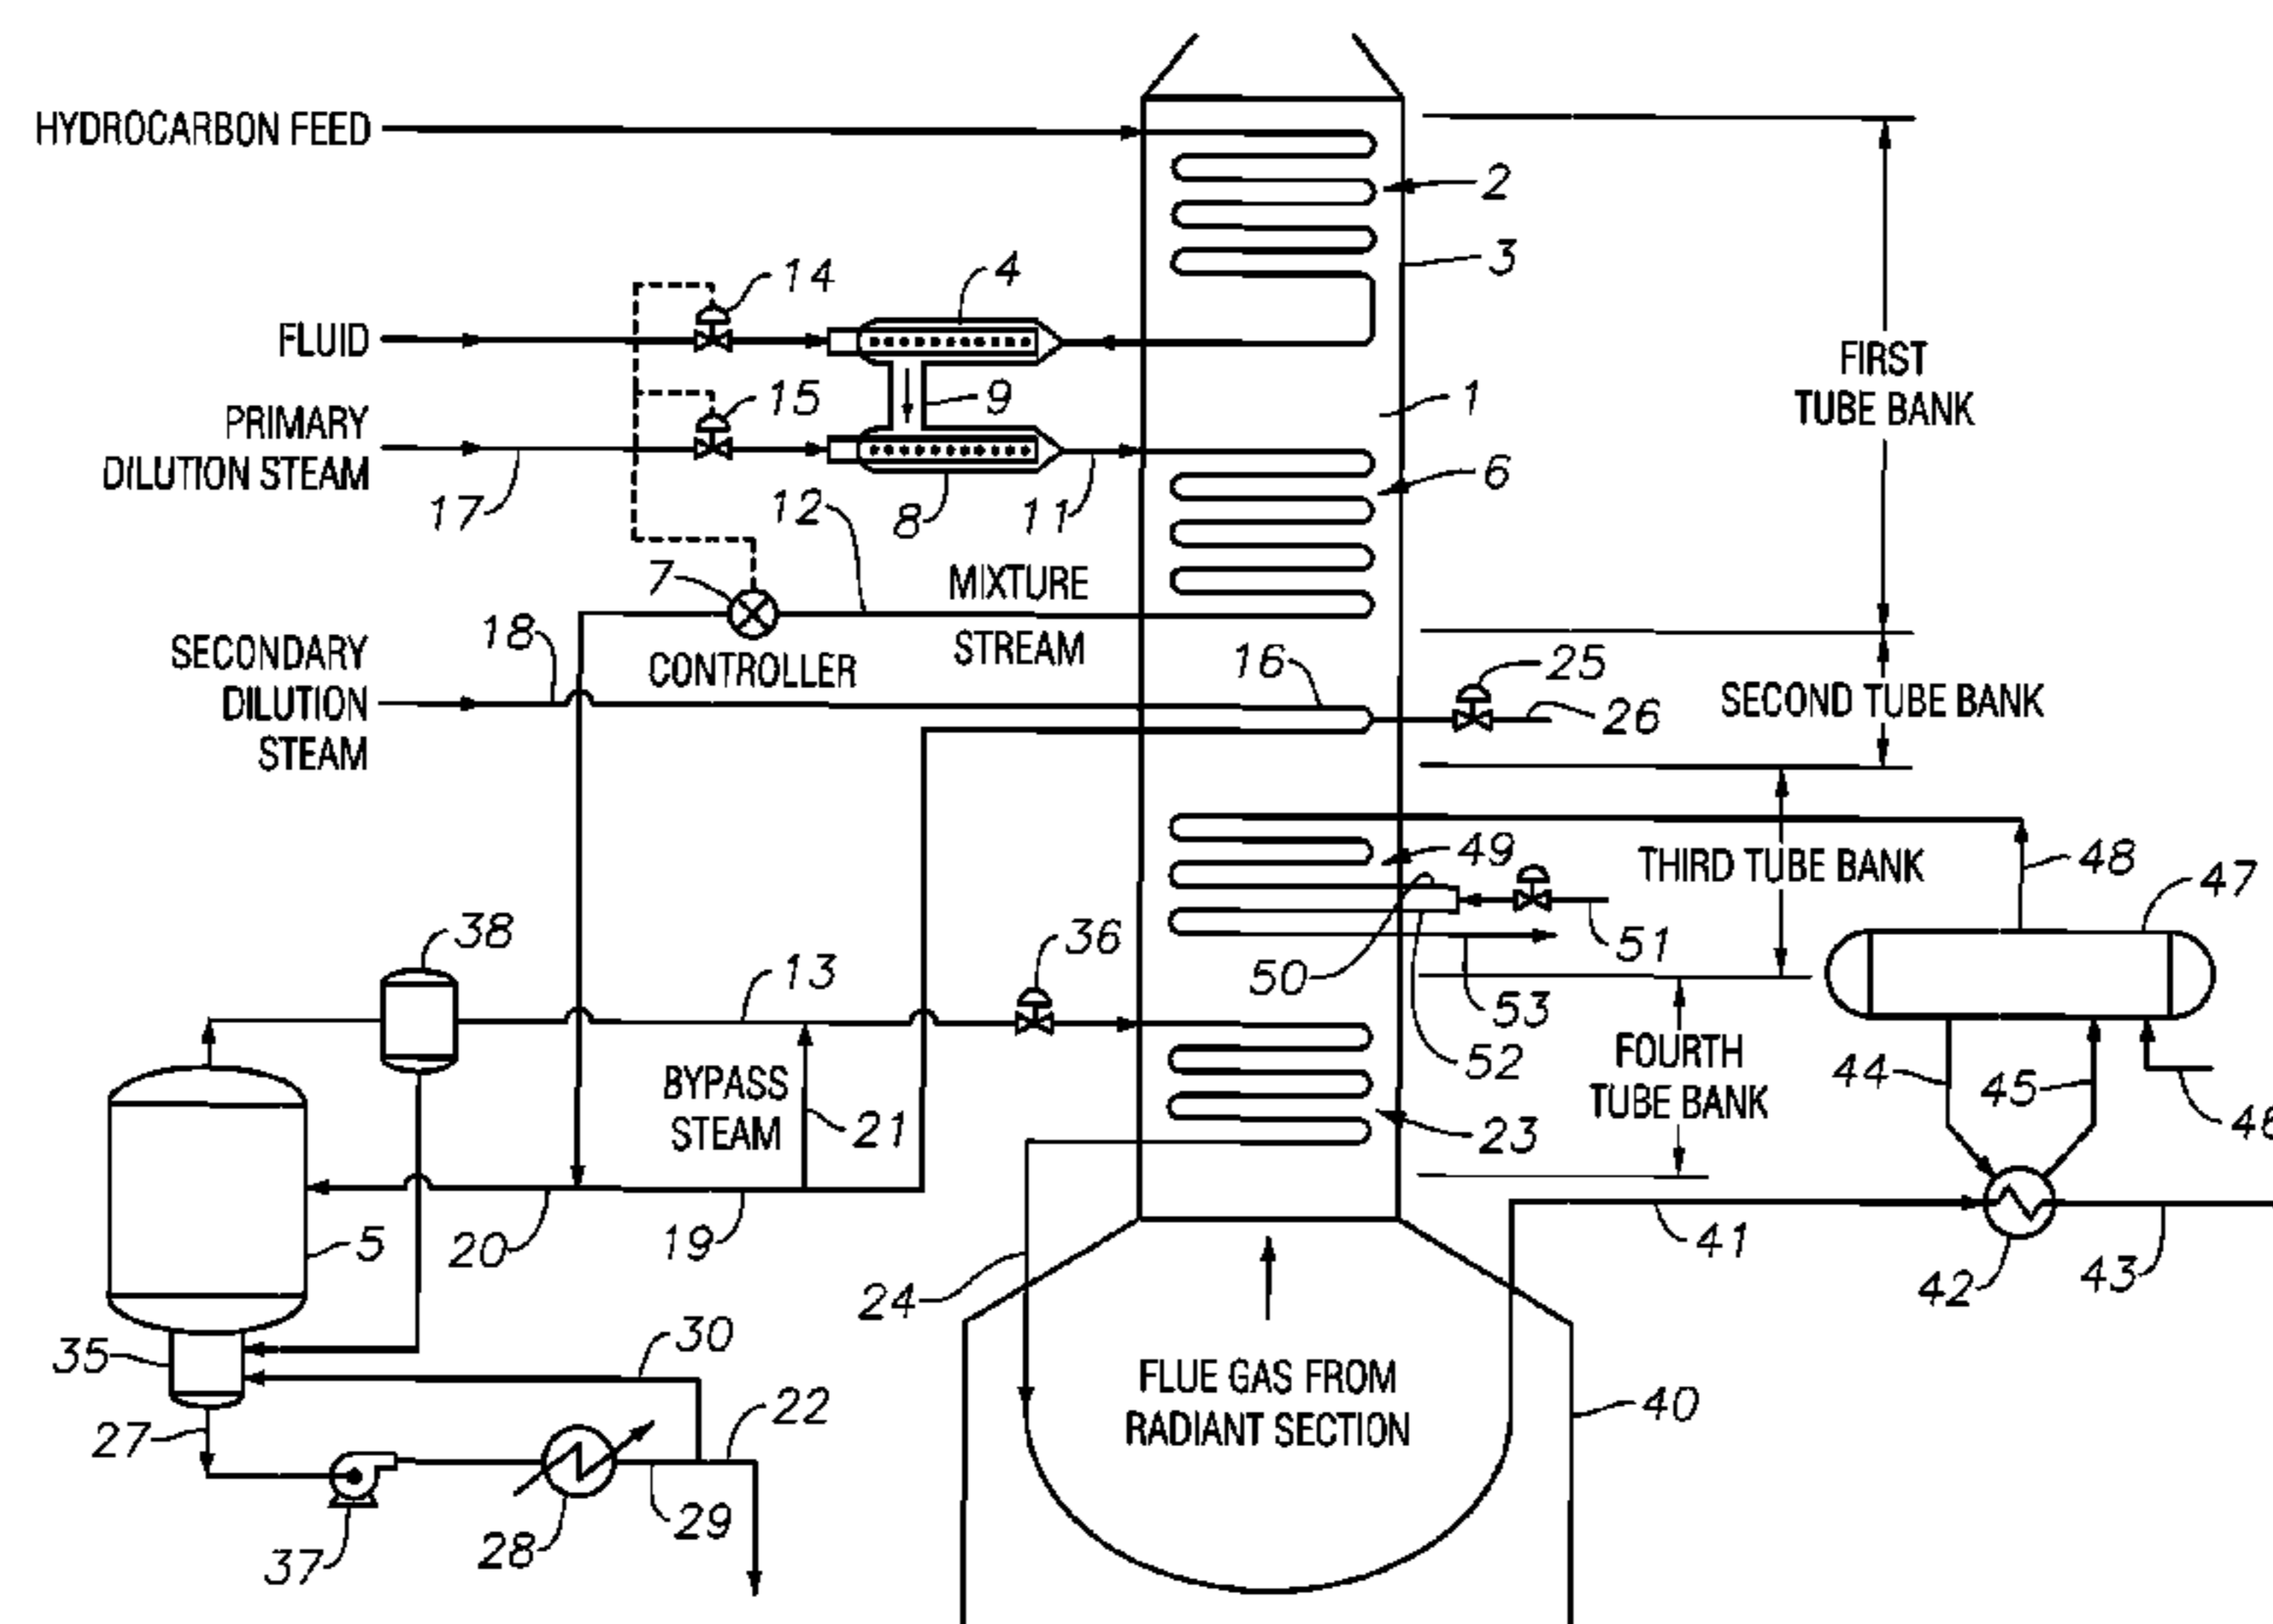 HYDROCARBON FEED
2
3
14
4
FLUID
FIRST
TUBE BANK
15
9
1
PRIMARY
DILUTION STEAM
6
17
12
8
11
7
MIXTURE
STREAM
18
SECONDARY
DILUTION
STEAM
CONTROLLER
16
25
26
SECOND TUBE BANK
49
THIRD TUBE BANK
48
47
38
13
36
50
51
53
52
BYPASS
STEAM
21
FOURTH
TUBE BANK
44
45
46
23
5
20
19
24
41
42
43
35
30
FLUE GAS FROM
RADIANT SECTION
40
27
22
37
28
29